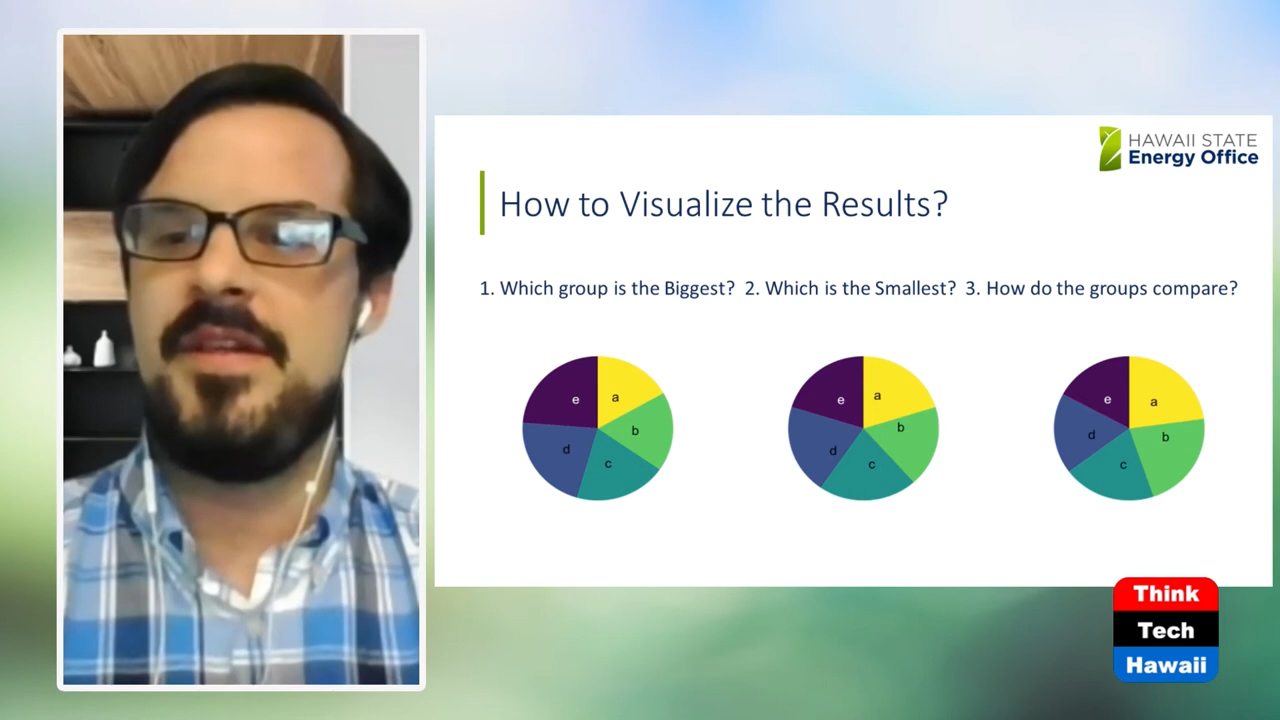 HAWAII STATE
Energy Office
How to Visualize the Results?
1. Which group is the Biggest? 2. Which is the Smallest? 3. How do the groups compare?
e
a
b
d
c
e
a
b
d
c
e
a
b
d
c
Think
Tech
Hawaii